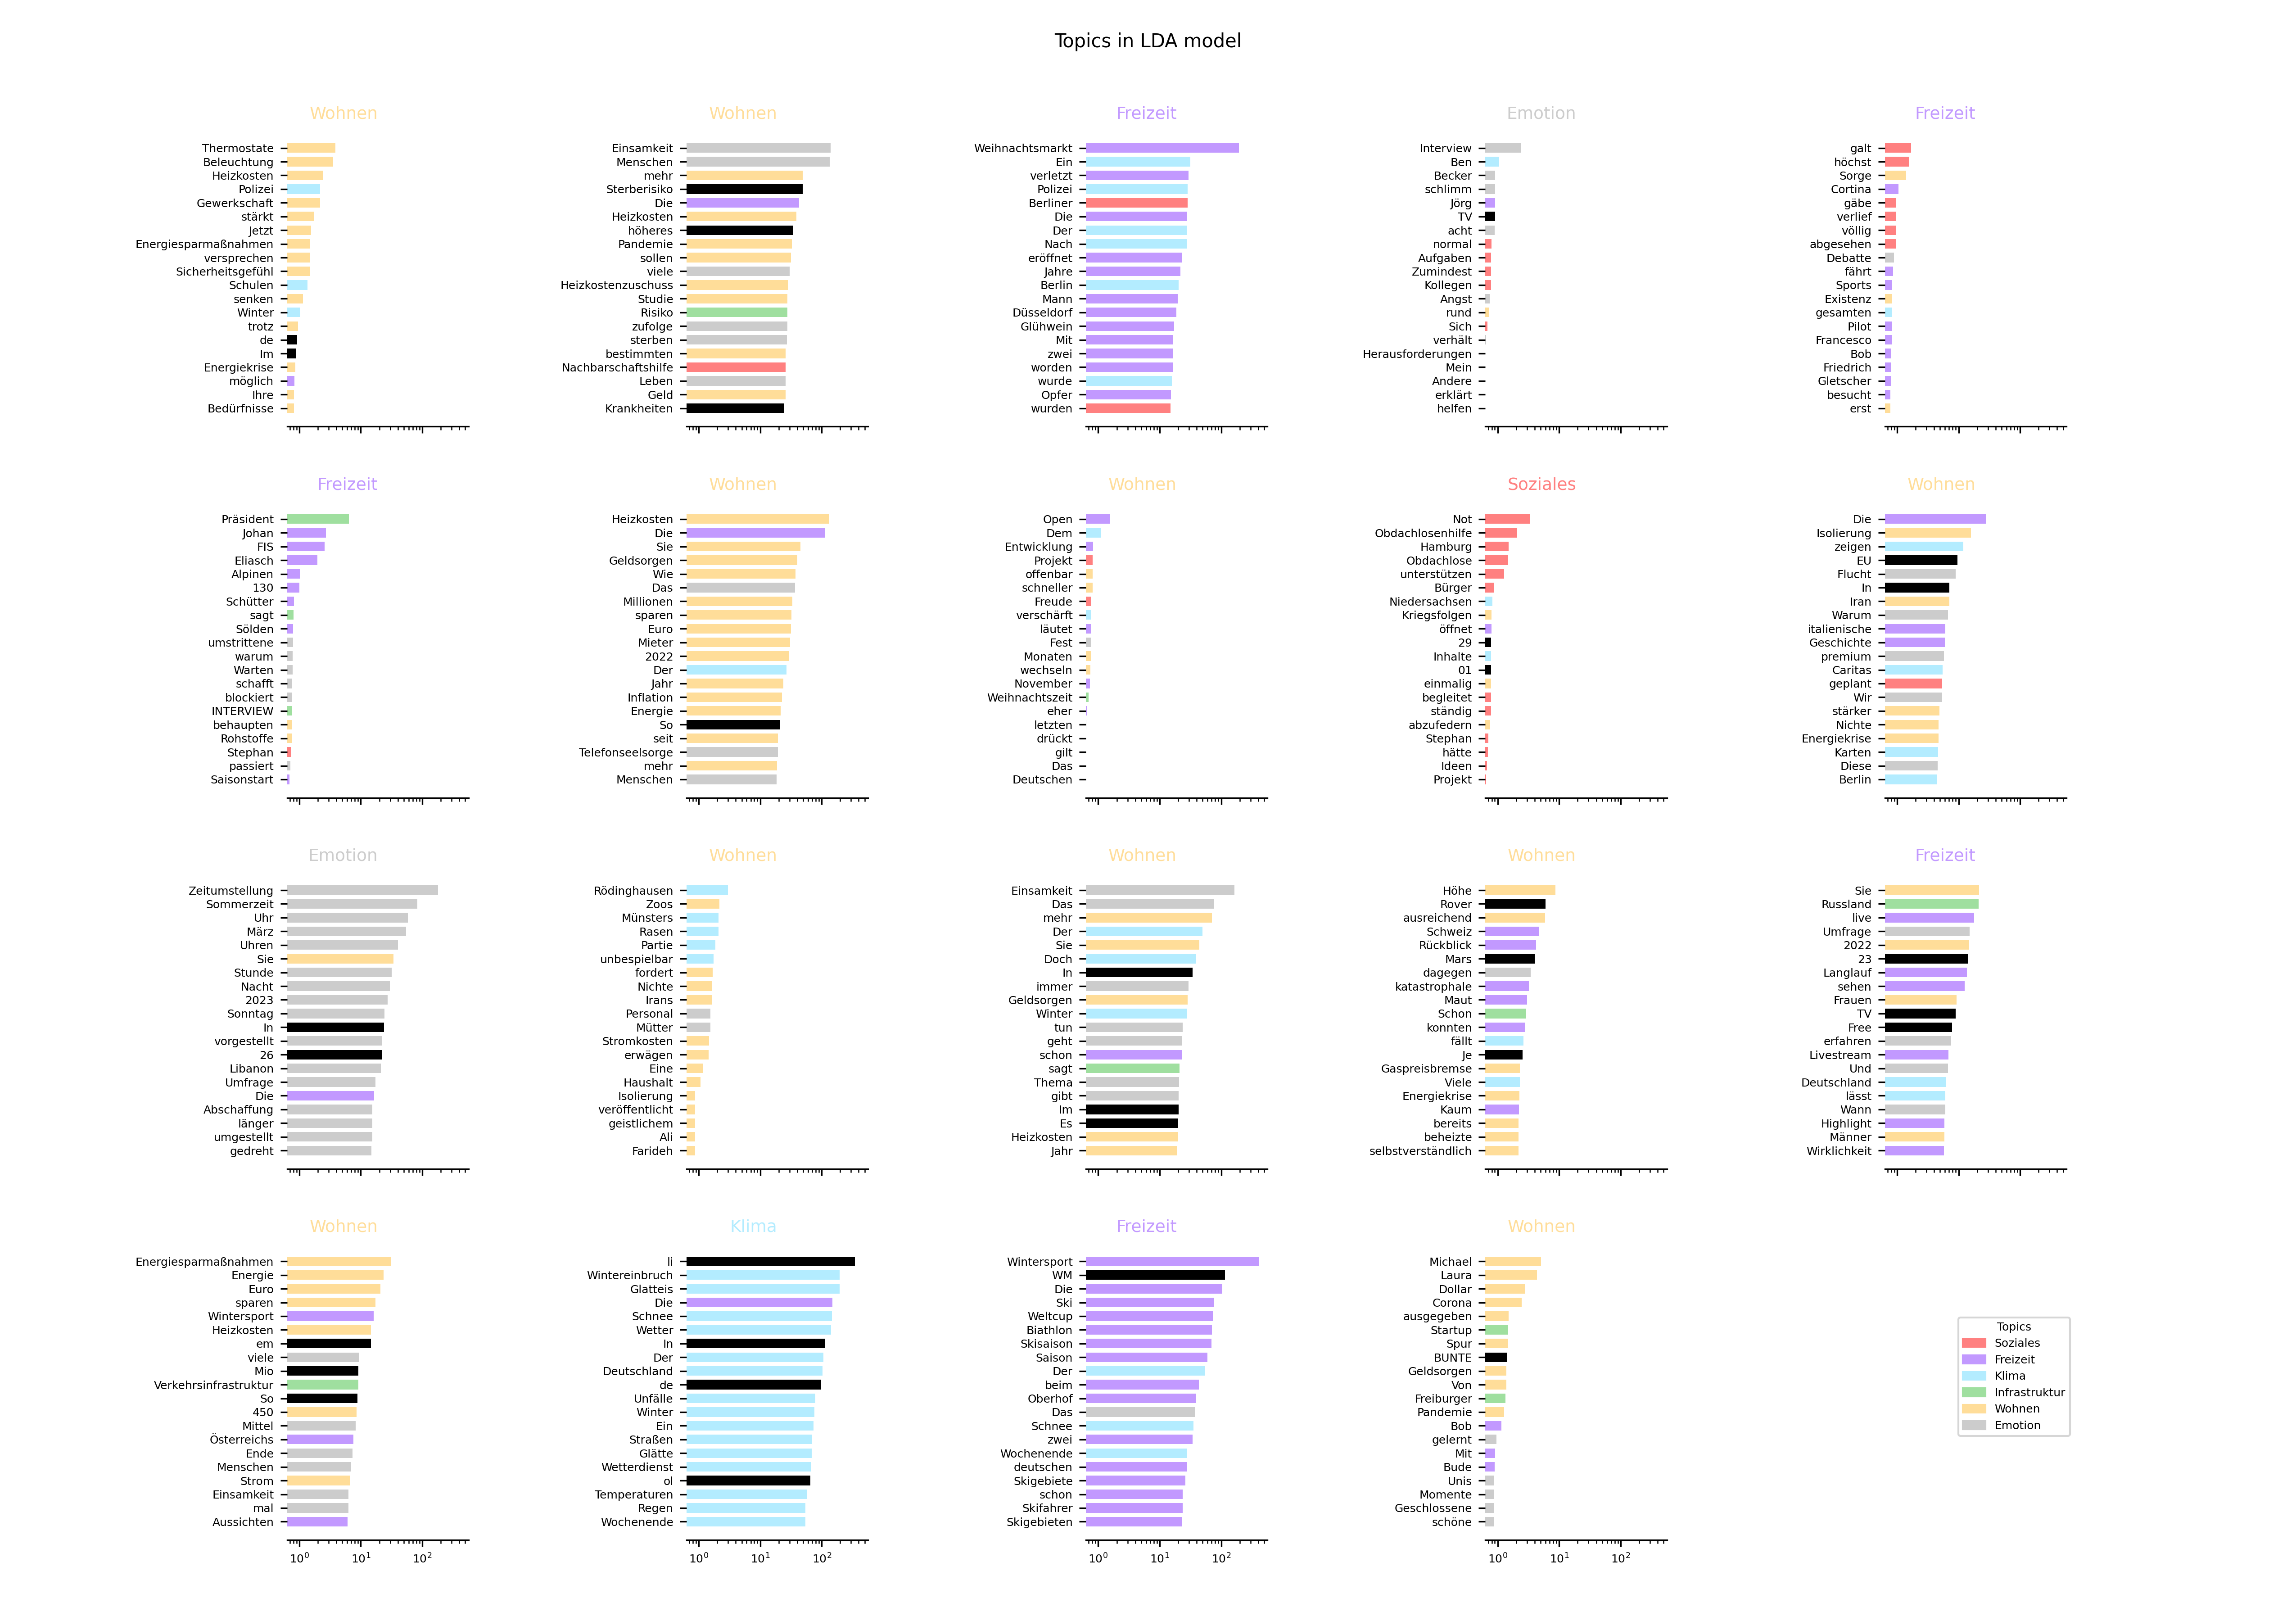 Topics in LDA model
Wohnen
Thermostate
Beleuchtung
Heizkosten
Polizei
Gewerkschaft
stärkt
Jetzt
Energiesparmaßnahmen
versprechen
Sicherheitsgefühl
Schulen
senken
Winter
trotz
de
Im
Energiekrise
möglich
Ihre
Bedürfnisse
Wohnen
Einsamkeit
Menschen
mehr
Sterberisiko
Die
Heizkosten
höheres
Pandemie
sollen
viele
Heizkostenzuschuss
Studie
Risiko
zufolge
sterben
bestimmten
Nachbarschaftshilfe
Leben
Geld
Krankheiten
Freizeit
Weihnachtsmarkt
Ein
verletzt
Polizei
Berliner
Die
Der
Nach
eröffnet
Jahre
Berlin
Mann
Düsseldorf
Glühwein
Mit
zwei
worden
wurde
Opfer
wurden
Emotion
Interview
Ben
Becker
schlimm
Jörg
TV
acht
normal
Aufgaben
Zumindest
Kollegen
Angst
rund
Sich
verhält
Herausforderungen
Mein
Andere
erklärt
helfen
Freizeit
galt
höchst
Sorge
Cortina
gäbe
verlief
völlig
abgesehen
Debatte
fährt
Sports
Existenz
gesamten
Pilot
Francesco
Bob
Friedrich
Gletscher
besucht
erst
Freizeit
Präsident
Johan
FIS
Eliasch
Alpinen
130
Schütter
sagt
Sölden
umstrittene
warum
Warten
schafft
blockiert
INTERVIEW
behaupten
Rohstoffe
Stephan
passiert
Saisonstart
Wohnen
Heizkosten
Die
Sie
Geldsorgen
Wie
Das
Millionen
sparen
Euro
Mieter
2022
Der
Jahr
Inflation
Energie
So
seit
Telefonseelsorge
mehr
Menschen
Wohnen
Open
Dem
Entwicklung
Projekt
offenbar
schneller
Freude
verschärft
läutet
Fest
Monaten
wechseln
November
Weihnachtszeit
eher
letzten
drückt
gilt
Das
Deutschen
Soziales
Not
Obdachlosenhilfe
Hamburg
Obdachlose
unterstützen
Bürger
Niedersachsen
Kriegsfolgen
öffnet
29
Inhalte
01
einmalig
begleitet
ständig
abzufedern
Stephan
hätte
Ideen
Projekt
Wohnen
Die
Isolierung
zeigen
EU
Flucht
In
Iran
Warum
italienische
Geschichte
premium
Caritas
geplant
Wir
stärker
Nichte
Energiekrise
Karten
Diese
Berlin
Emotion
Zeitumstellung
Sommerzeit
Uhr
März
Uhren
Sie
Stunde
Nacht
2023
Sonntag
In
vorgestellt
26
Libanon
Umfrage
Die
Abschaffung
länger
umgestellt
gedreht
Wohnen
Rödinghausen
Zoos
Münsters
Rasen
Partie
unbespielbar
fordert
Nichte
Irans
Personal
Mütter
Stromkosten
erwägen
Eine
Haushalt
Isolierung
veröffentlicht
geistlichem
Ali
Farideh
Wohnen
Einsamkeit
Das
mehr
Der
Sie
Doch
In
immer
Geldsorgen
Winter
tun
geht
schon
sagt
Thema
gibt
Im
Es
Heizkosten
Jahr
Wohnen
Höhe
Rover
ausreichend
Schweiz
Rückblick
Mars
dagegen
katastrophale
Maut
Schon
konnten
fällt
Je
Gaspreisbremse
Viele
Energiekrise
Kaum
bereits
beheizte
selbstverständlich
Freizeit
Sie
Russland
live
Umfrage
2022
23
Langlauf
sehen
Frauen
TV
Free
erfahren
Livestream
Und
Deutschland
lässt
Wann
Highlight
Männer
Wirklichkeit
Wohnen
Energiesparmaßnahmen
Energie
Euro
sparen
Wintersport
Heizkosten
em
viele
Mio
Verkehrsinfrastruktur
So
450
Mittel
Österreichs
Ende
Menschen
Strom
Einsamkeit
mal
Aussichten
10⁰ 10¹ 10²
Klima
li
Wintereinbruch
Glatteis
Die
Schnee
Wetter
In
Der
Deutschland
de
Unfälle
Winter
Ein
Straßen
Glätte
Wetterdienst
ol
Temperaturen
Regen
Wochenende
10⁰ 10¹ 10²
Freizeit
Wintersport
WM
Die
Ski
Weltcup
Biathlon
Skisaison
Saison
Der
beim
Oberhof
Das
Schnee
zwei
Wochenende
deutschen
Skigebiete
schon
Skifahrer
Skigebieten
10⁰ 10¹ 10²
Wohnen
Michael
Laura
Dollar
Corona
ausgegeben
Startup
Spur
BUNTE
Geldsorgen
Von
Freiburger
Pandemie
Bob
gelernt
Mit
Bude
Unis
Momente
Geschlossene
schöne
10⁰ 10¹ 10²
Topics
Soziales
Freizeit
Klima
Infrastruktur
Wohnen
Emotion